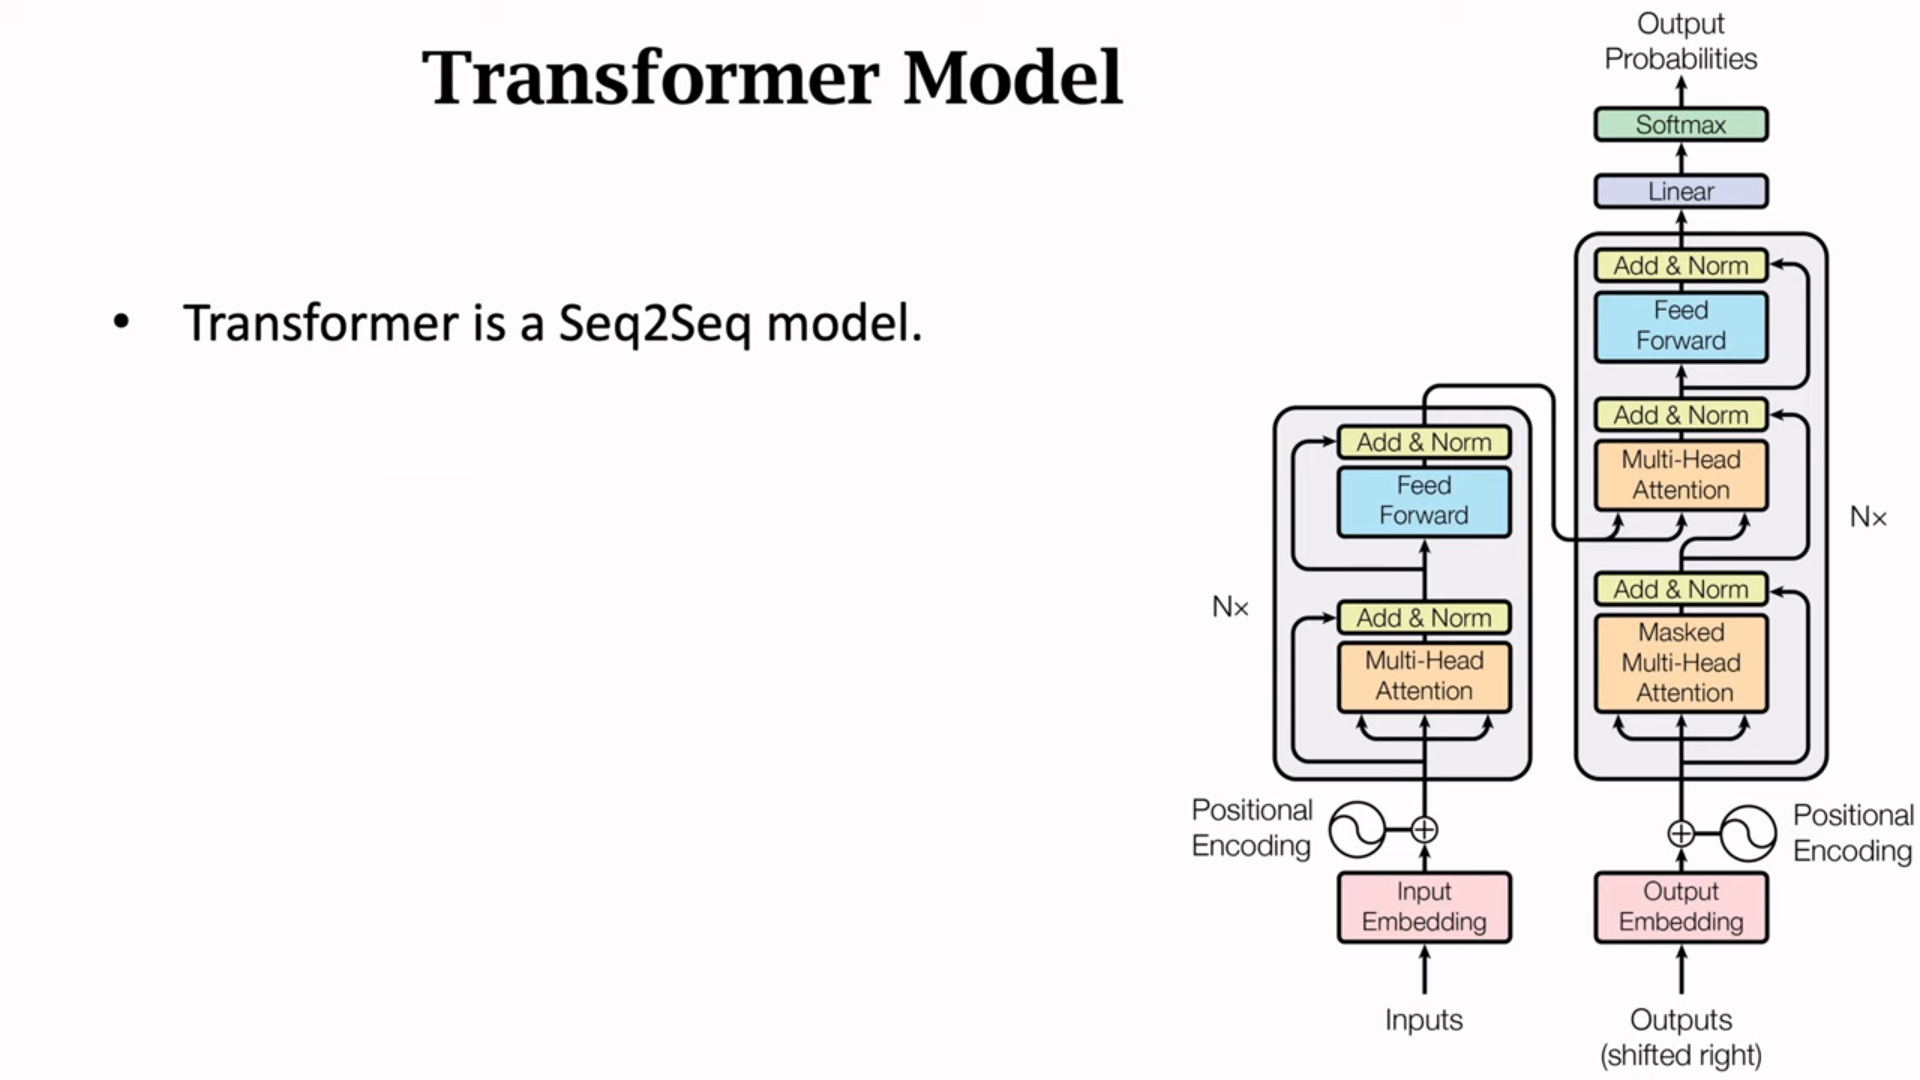 Transformer Model
• Transformer is a Seq2Seq model.
Output
Probabilities
Softmax
Linear
Add & Norm
Feed
Forward
Add & Norm
Multi-Head
Attention
N×
Add & Norm
Masked
Multi-Head
Attention
Positional
Encoding
Output
Embedding
Outputs
(shifted right)
Add & Norm
Feed
Forward
N×
Add & Norm
Multi-Head
Attention
Positional
Encoding
Input
Embedding
Inputs